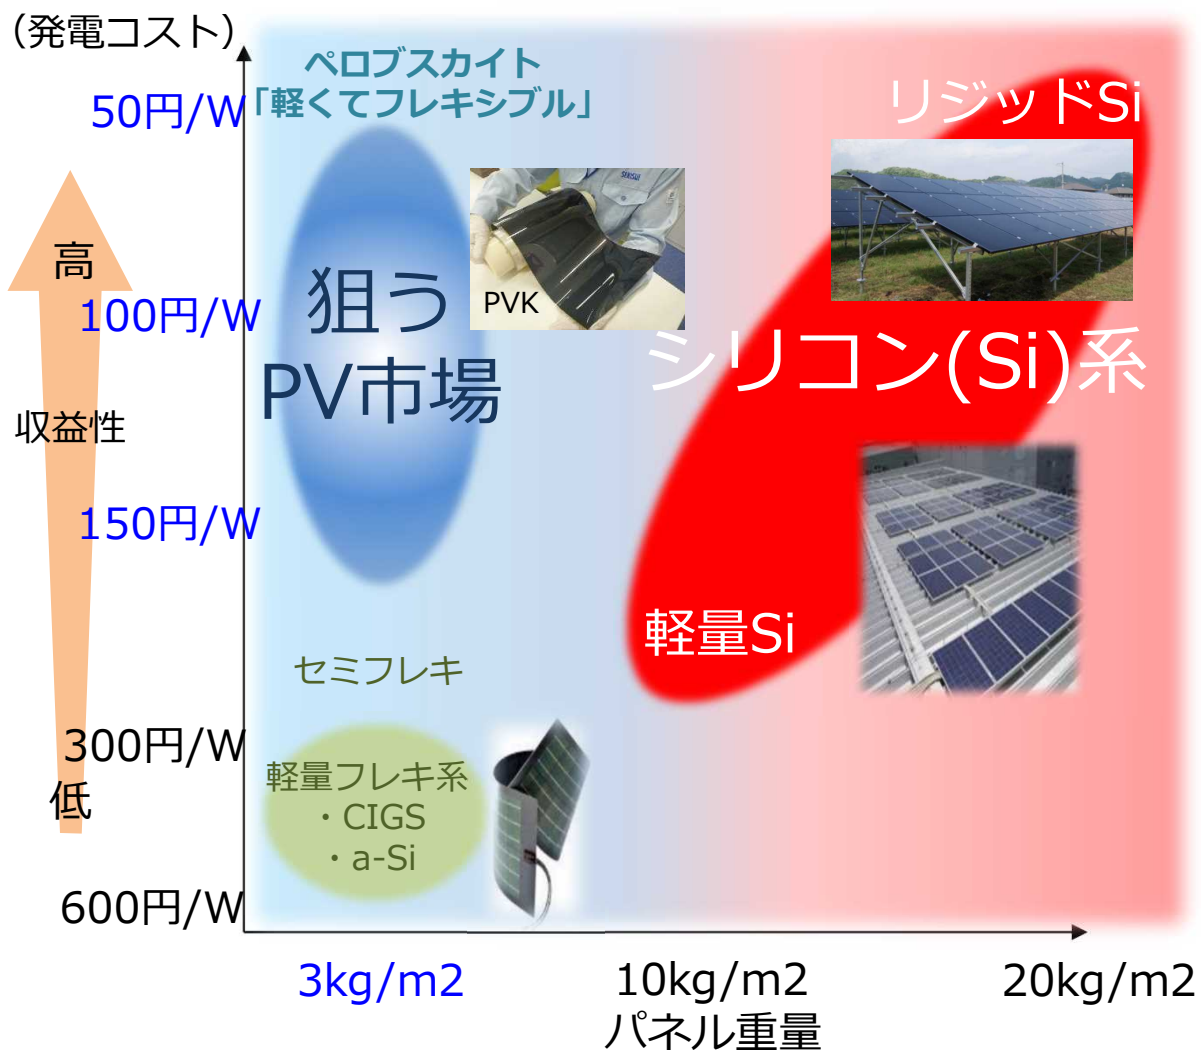 (発電コスト)
ペロブスカイト
「軽くてフレキシブル」
50円/W
リジッドSi
SEKISUI
高
狙う
PV市場
PVK
100円/W
シリコン(Si)系
収益性
150円/W
軽量Si
セミフレキ
300円/W
低
軽量フレキ系
・CIGS
・a-Si
600円/W
3kg/m2
10kg/m2
20kg/m2
パネル重量